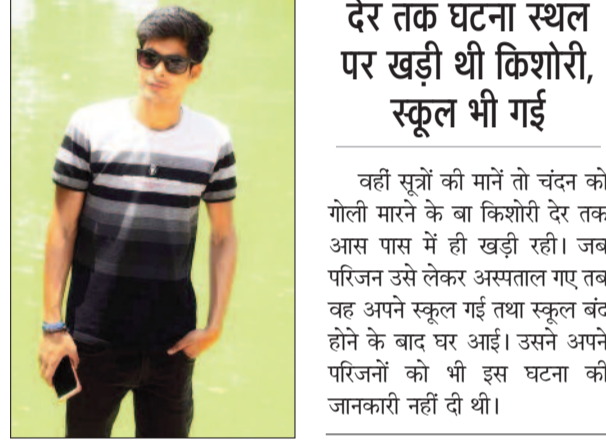 देर तक घटना स्थल
पर खड़ी थी किशोरी,
स्कूल भी गई
वहीं सूत्रों की मानें तो चंदन को
गोली मारने के बा किशोरी देर तक
आस पास में ही खड़ी रही। जब
परिजन उसे लेकर अस्पताल गए तब
वह अपने स्कूल गई तथा स्कूल बंद
होने के बाद घर आई। उसने अपने
परिजनों को भी इस घटना की
जानकारी नहीं दी थी।